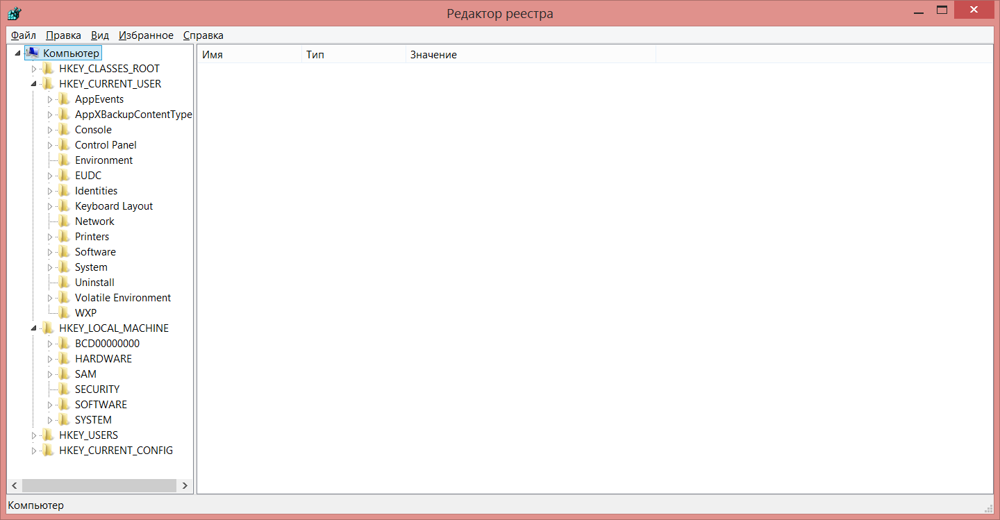 Редактор реестра
Файл Правка Вид Избранное Справка
Компьютер
HKEY_CLASSES_ROOT
HKEY_CURRENT_USER
AppEvents
AppXBackupContentType
Console
Control Panel
Environment
EUDC
Identities
Keyboard Layout
Network
Printers
Software
System
Uninstall
Volatile Environment
WXP
HKEY_LOCAL_MACHINE
BCD00000000
HARDWARE
SAM
SECURITY
SOFTWARE
SYSTEM
HKEY_USERS
HKEY_CURRENT_CONFIG
Имя Тип Значение
Компьютер